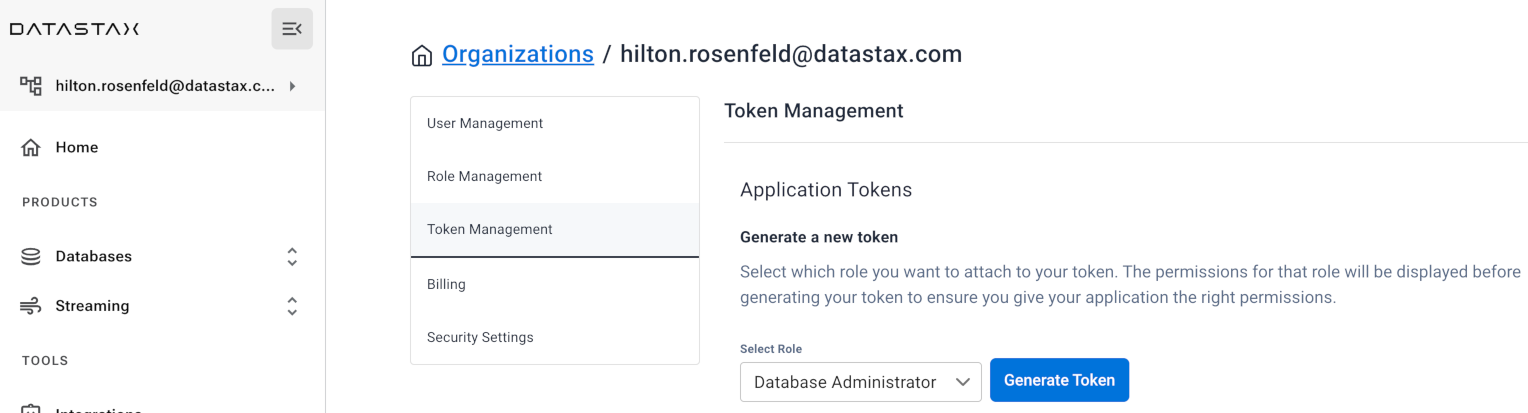 DATASTAX
hilton.rosenfeld@datastax.c...
Home
PRODUCTS
Databases
Streaming
TOOLS
Integrations
Organizations / hilton.rosenfeld@datastax.com
User Management
Role Management
Token Management
Billing
Security Settings
Token Management
Application Tokens
Generate a new token
Select which role you want to attach to your token. The permissions for that role will be displayed before
generating your token to ensure you give your application the right permissions.
Select Role
Database Administrator
Generate Token